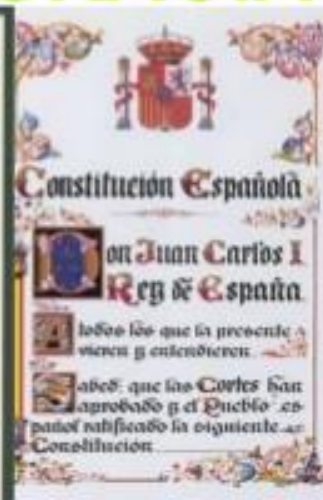 Constitución Española
Don Juan Carlos I
Rey de España
A todos los que la presente
vieren y entendieren.
Sabed: que las Cortes han
aprobado y el Pueblo es-
pañol ratificado la siguiente
Constitución